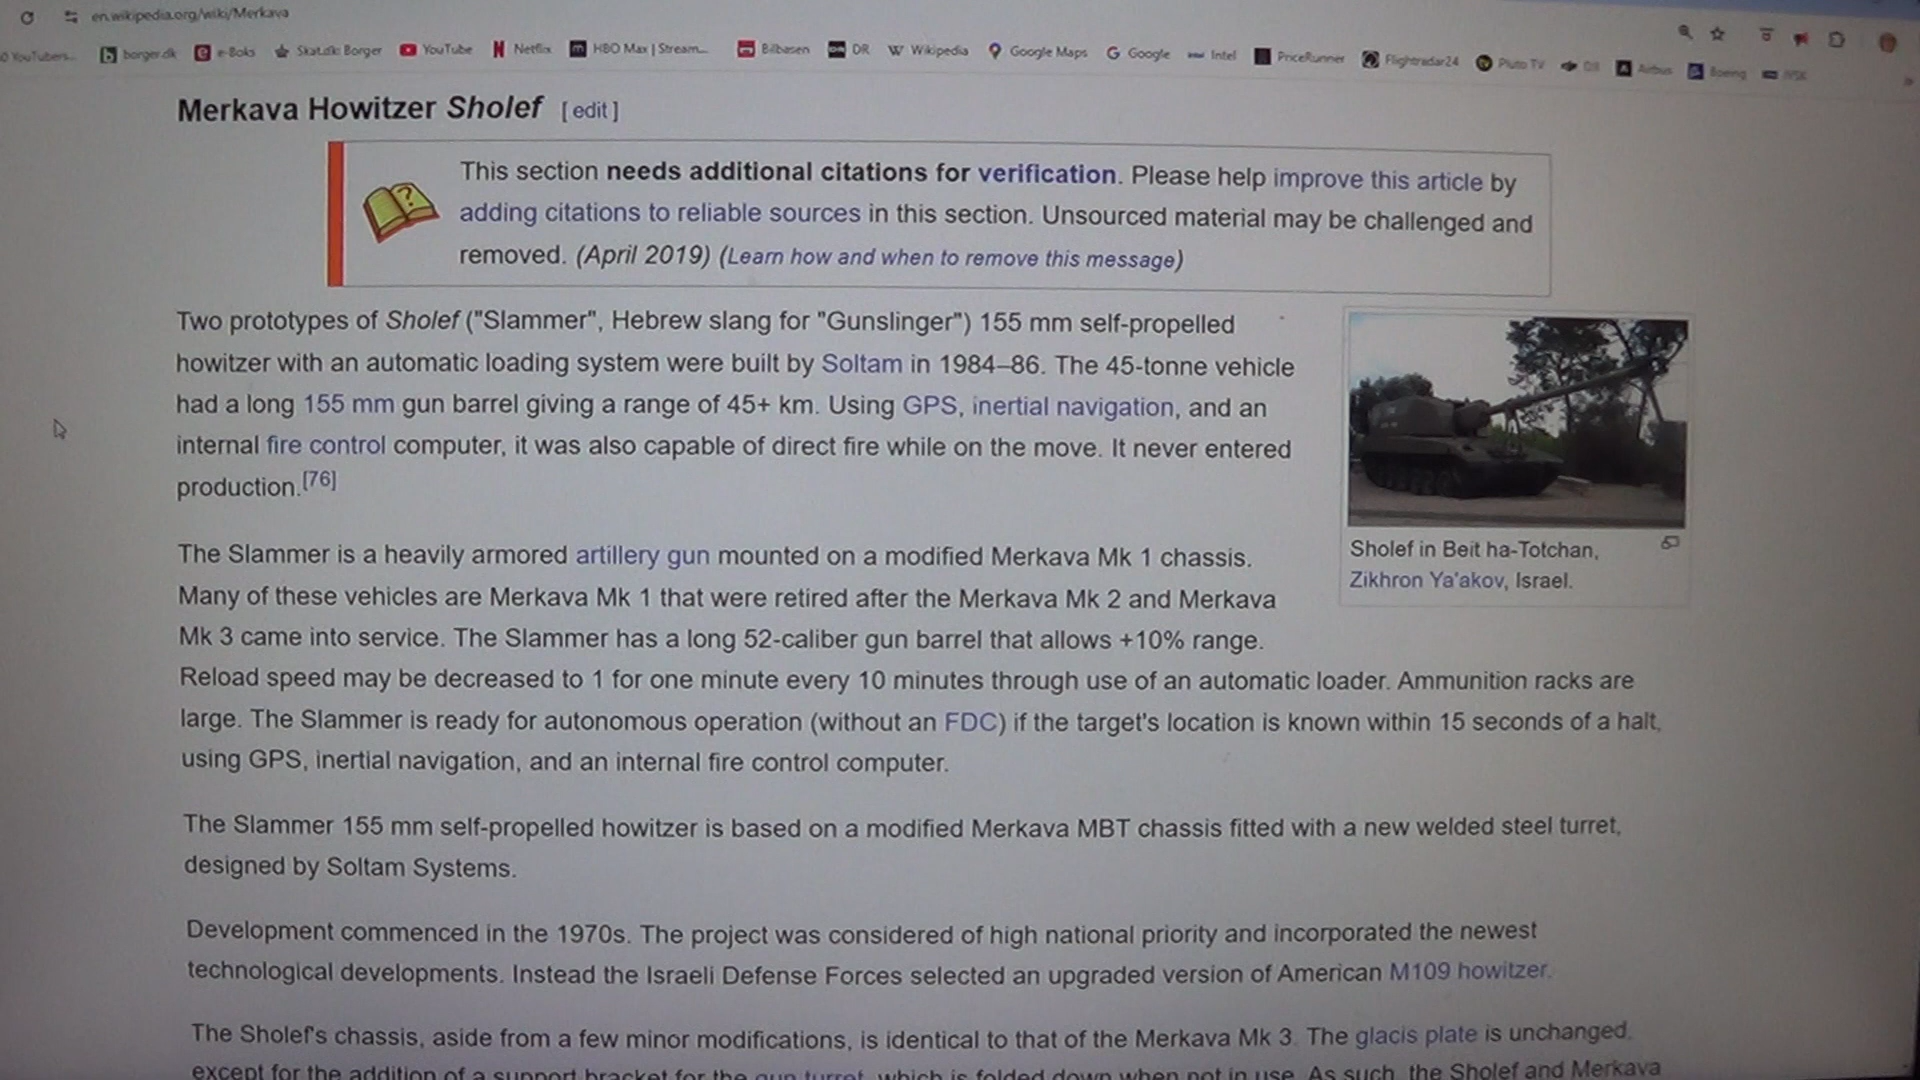 en.wikipedia.org/wiki/Merkava
YouTubers... borger.dk e-Boks Skat.dk: Borger YouTube Netflix HBO Max | Stream... Bilbasen DR Wikipedia Google Maps Google Intel PriceRunner Flightradar24 Pluto TV DJI Airbus Boeing
Merkava Howitzer Sholef [ edit ]
This section needs additional citations for verification. Please help improve this article by
adding citations to reliable sources in this section. Unsourced material may be challenged and
removed. (April 2019) (Learn how and when to remove this message)
Two prototypes of Sholef ("Slammer", Hebrew slang for "Gunslinger") 155 mm self-propelled
howitzer with an automatic loading system were built by Soltam in 1984–86. The 45-tonne vehicle
had a long 155 mm gun barrel giving a range of 45+ km. Using GPS, inertial navigation, and an
internal fire control computer, it was also capable of direct fire while on the move. It never entered
production.[76]
Sholef in Beit ha-Totchan,
Zikhron Ya'akov, Israel.
The Slammer is a heavily armored artillery gun mounted on a modified Merkava Mk 1 chassis.
Many of these vehicles are Merkava Mk 1 that were retired after the Merkava Mk 2 and Merkava
Mk 3 came into service. The Slammer has a long 52-caliber gun barrel that allows +10% range.
Reload speed may be decreased to 1 for one minute every 10 minutes through use of an automatic loader. Ammunition racks are
large. The Slammer is ready for autonomous operation (without an FDC) if the target's location is known within 15 seconds of a halt,
using GPS, inertial navigation, and an internal fire control computer.
The Slammer 155 mm self-propelled howitzer is based on a modified Merkava MBT chassis fitted with a new welded steel turret,
designed by Soltam Systems.
Development commenced in the 1970s. The project was considered of high national priority and incorporated the newest
technological developments. Instead the Israeli Defense Forces selected an upgraded version of American M109 howitzer.
The Sholef's chassis, aside from a few minor modifications, is identical to that of the Merkava Mk 3. The glacis plate is unchanged,
except for the addition of a support bracket for the gun turret, which is folded down when not in use. As such, the Sholef and Merkava